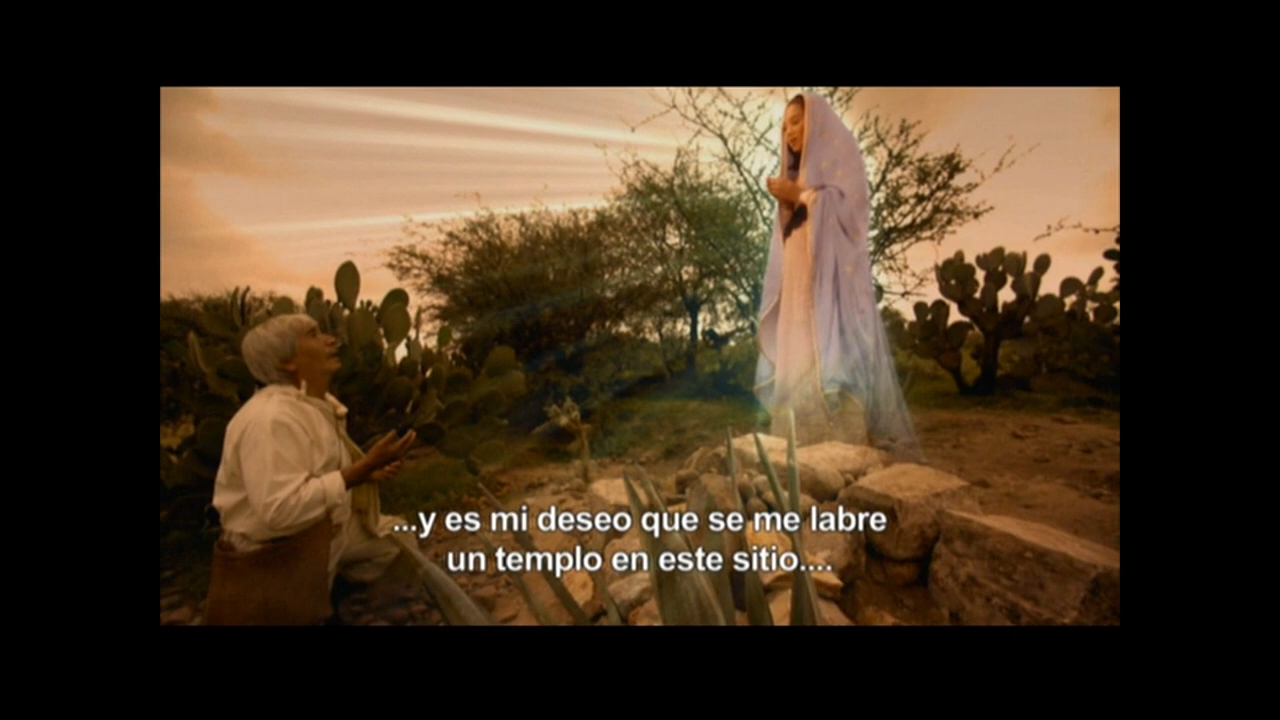 ...y es mi deseo que se me labre
un templo en este sitio....